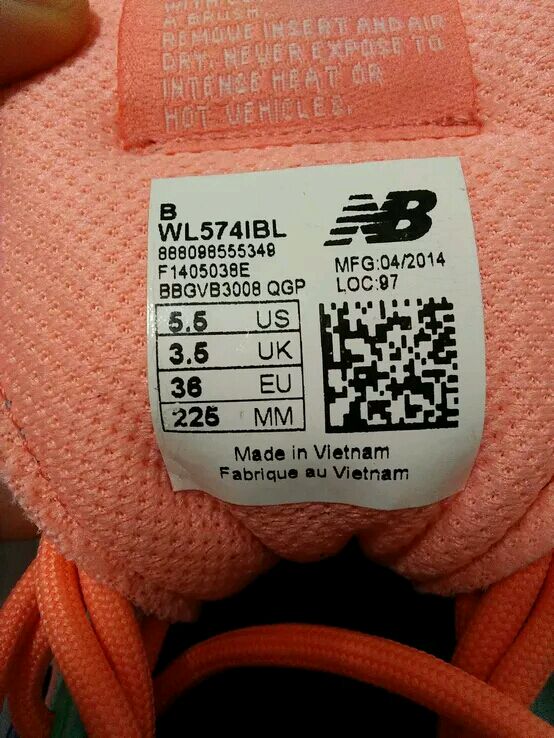 A BRUSH.
REMOVE INSERT AND AIR
DRY. NEVER EXPOSE TO
INTENSE HEAT OR
HOT VEHICLES.
B
WL574IBL
888098555349
F1405038E
BBGVB3008 QGP
NB
MFG:04/2014
LOC:97
5.5 US
3.5 UK
36 EU
225 MM
Made in Vietnam
Fabrique au Vietnam